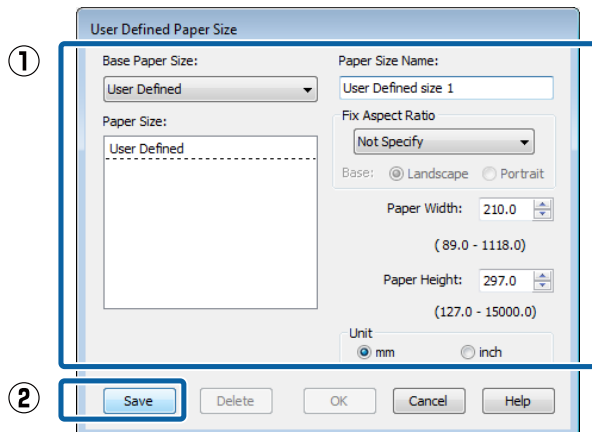 User Defined Paper Size
①
Base Paper Size:
User Defined
Paper Size:
User Defined
Paper Size Name:
User Defined size 1
Fix Aspect Ratio
Not Specify
Base: Landscape Portrait
Paper Width: 210.0
( 89.0 - 1118.0)
Paper Height: 297.0
(127.0 - 15000.0)
Unit
mm inch
②
Save Delete OK Cancel Help